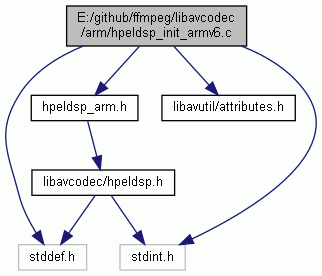 E:/github/ffmpeg/libavcodec
/arm/hpeldsp_init_armv6.c
hpeldsp_arm.h
libavutil/attributes.h
libavcodec/hpeldsp.h
stddef.h
stdint.h